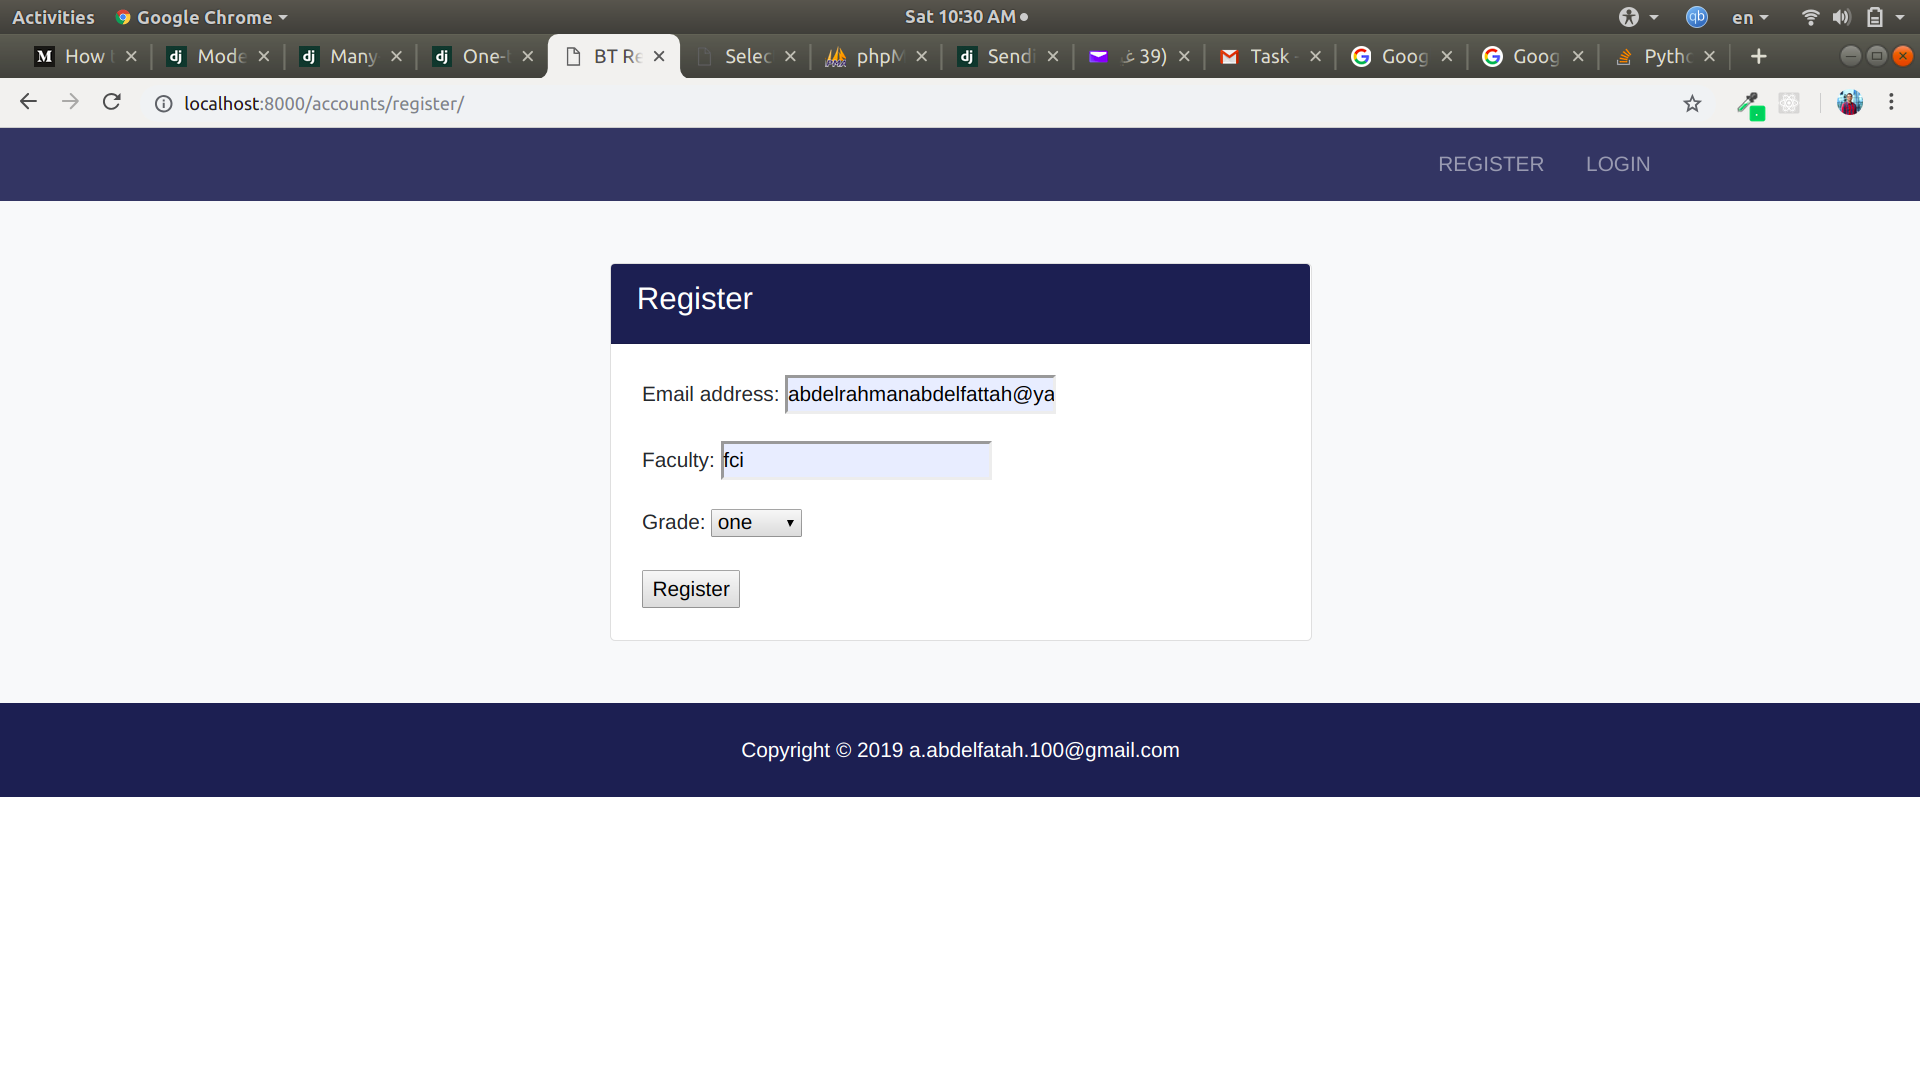 Activities Google Chrome Sat 10:30 AM en
How Mode Many One- BT Re Selec phpM Sendi غ 39) Task - Goog Goog Pytho
localhost:8000/accounts/register/
REGISTER LOGIN
Register
Email address: abdelrahmanabdelfattah@ya
Faculty: fci
Grade: one
Register
Copyright © 2019 a.abdelfatah.100@gmail.com